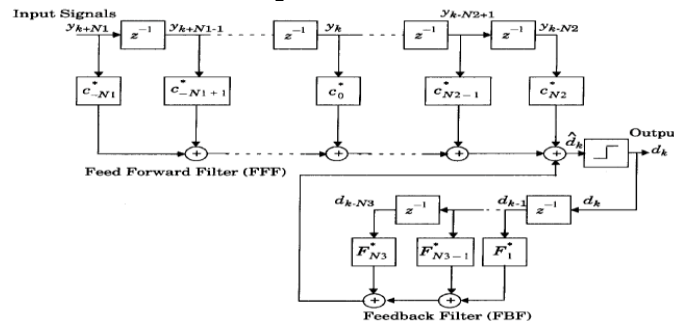 Input Signals
y_{k+N1} z^{-1} y_{k+N1-1} z^{-1} y_k z^{-1} y_{k-N2+1} z^{-1} y_{k-N2}
c^*_{-N1} c^*_{-N1+1} c^*_0 c^*_{N2-1} c^*_{N2}
+ + + +
\hat{d}_k Output
d_k
Feed Forward Filter (FFF)
d_{k-N3} z^{-1} d_{k-1} z^{-1} d_k
F^*_{N3} F^*_{N3-1} F^*_1
+ +
Feedback Filter (FBF)